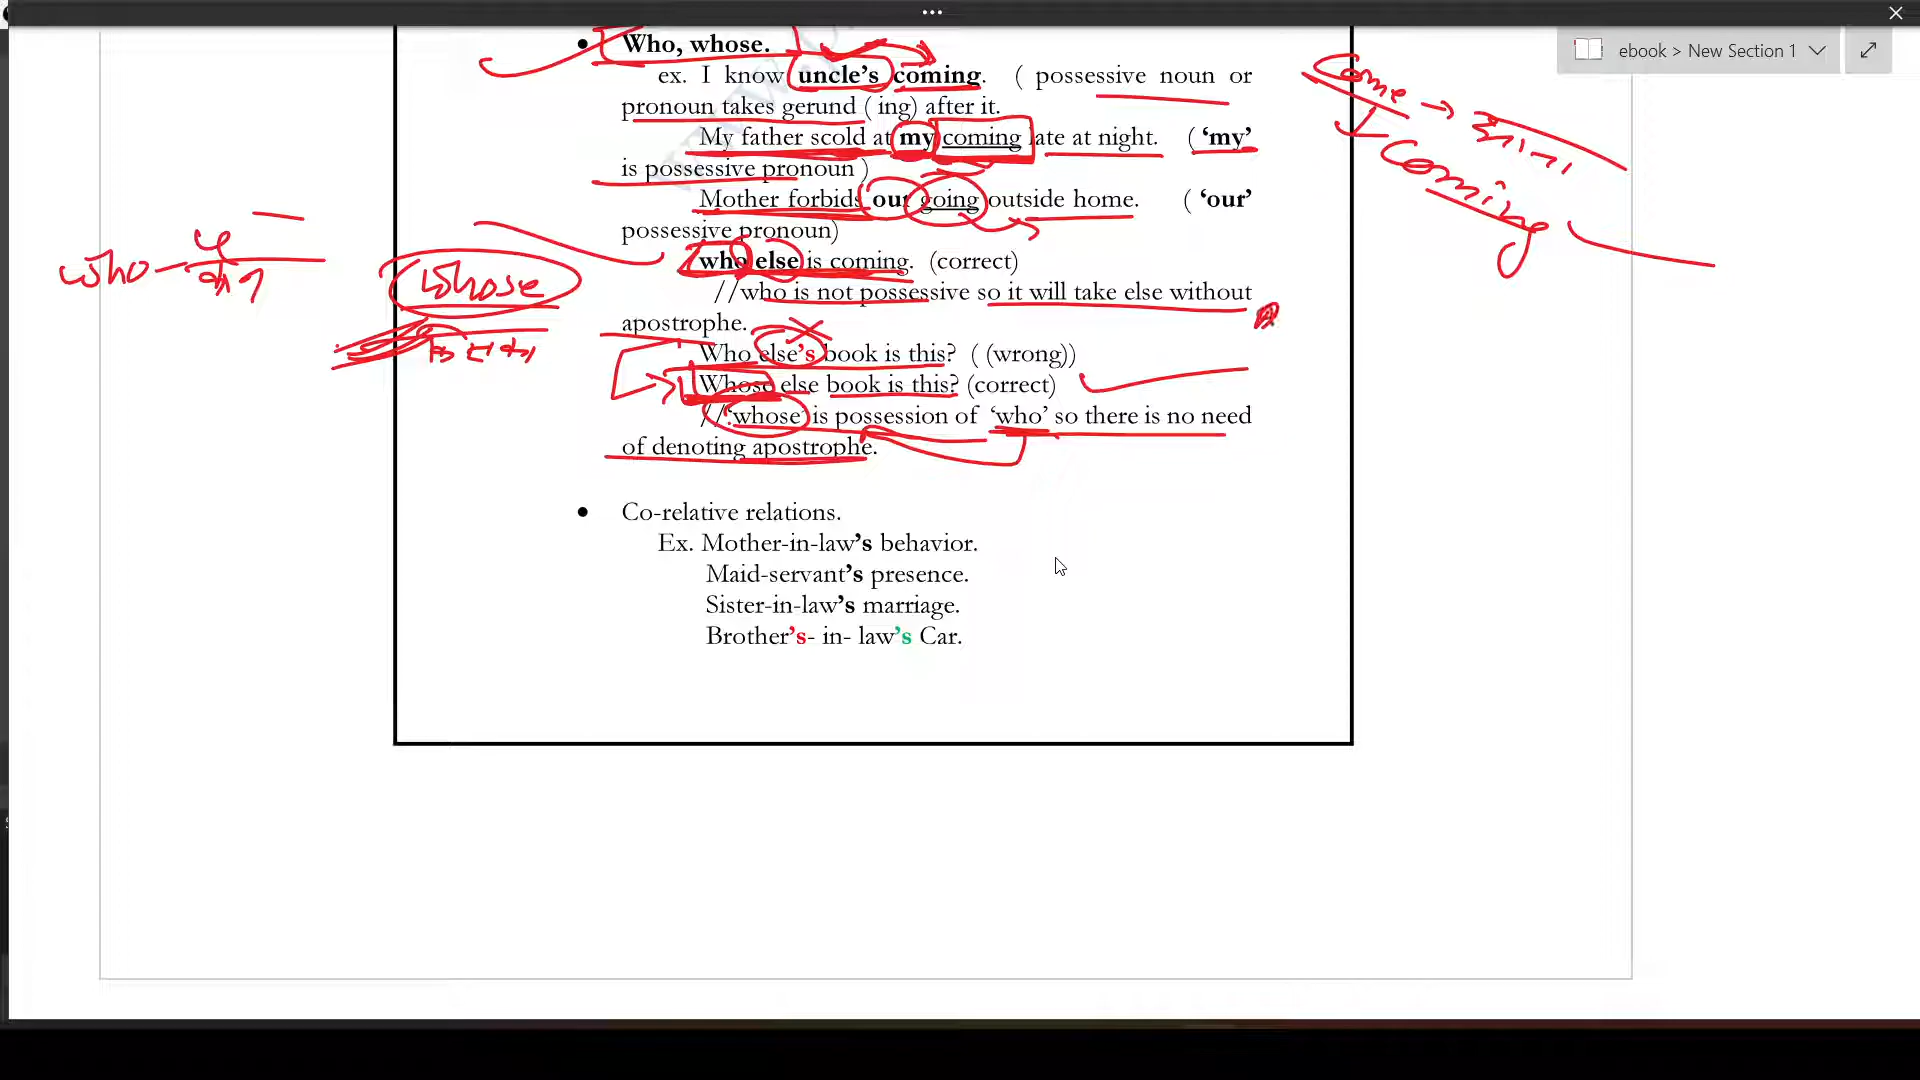 ebook > New Section 1
• Who, whose.
ex. I know uncle's coming. ( possessive noun or
pronoun takes gerund ( ing) after it.
My father scold at my coming late at night. ( 'my'
is possessive pronoun )
Mother forbids our going outside home. ( 'our'
possessive pronoun)
who else is coming. (correct)
//who is not possessive so it will take else without
apostrophe.
Who else's book is this? ( (wrong))
Whose else book is this? (correct)
//'whose' is possession of 'who' so there is no need
of denoting apostrophe.
• Co-relative relations.
Ex. Mother-in-law's behavior.
Maid-servant's presence.
Sister-in-law's marriage.
Brother's- in- law's Car.
who
whose
Come →
Coming